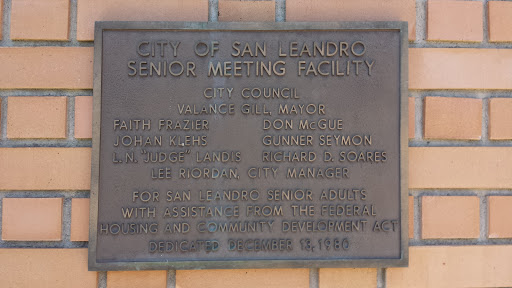 CITY OF SAN LEANDRO
SENIOR MEETING FACILITY
CITY COUNCIL
VALANCE GILL, MAYOR
FAITH FRAZIER DON McGUE
JOHAN KLEHS GUNNER SEYMON
L.N. "JUDGE" LANDIS RICHARD D. SOARES
LEE RIORDAN, CITY MANAGER
FOR SAN LEANDRO SENIOR ADULTS
WITH ASSISTANCE FROM THE FEDERAL
HOUSING AND COMMUNITY DEVELOPMENT ACT
DEDICATED DECEMBER 13, 1980